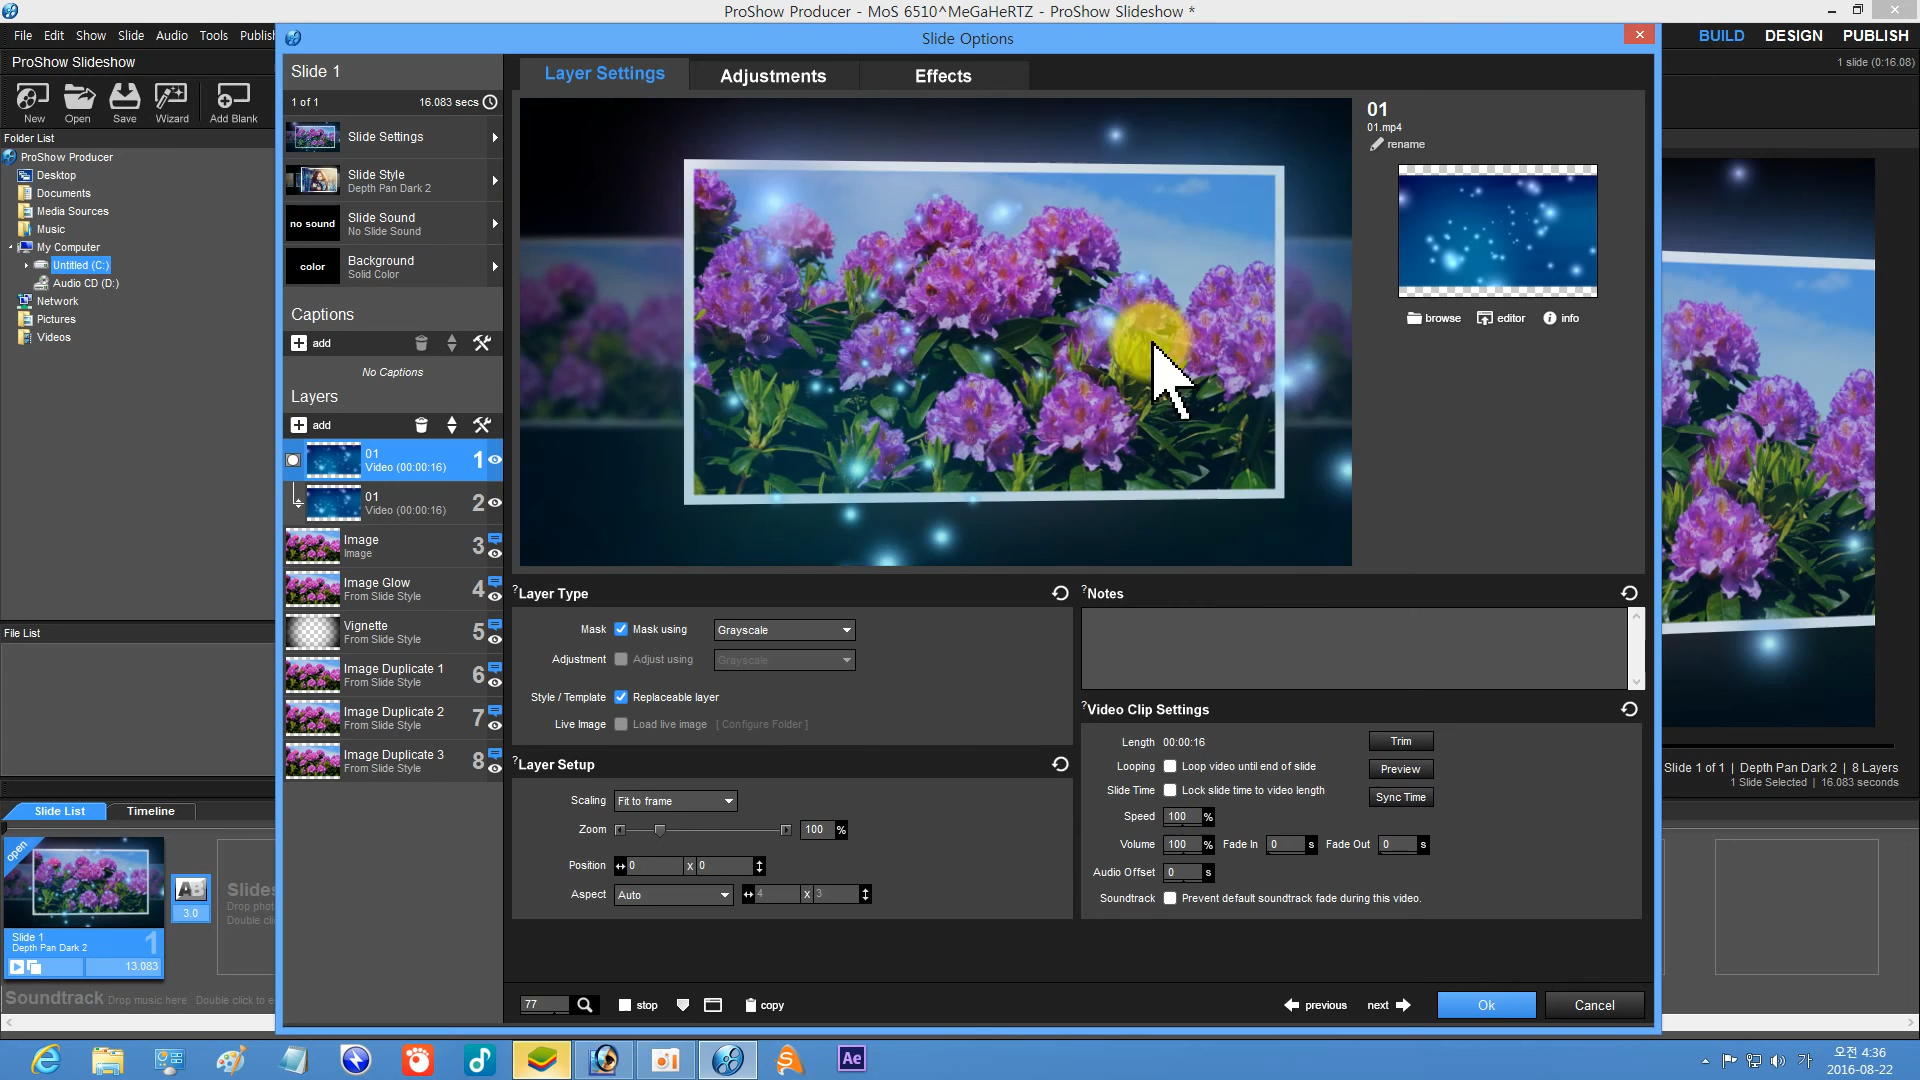 ProShow Producer - MoS 6510^MeGaHeRTZ - ProShow Slideshow *
File Edit Show Slide Audio Tools Publish
Slide Options
BUILD DESIGN PUBLISH
ProShow Slideshow
1 slide (0:16.08)
New Open Save Wizard Add Blank
Folder List
ProShow Producer
Desktop
Documents
Media Sources
Music
My Computer
Untitled (C:)
Audio CD (D:)
Network
Pictures
Videos
File List
Slide 1
1 of 1 16.083 secs
Slide Settings
Slide Style
Depth Pan Dark 2
no sound
Slide Sound
No Slide Sound
color
Background
Solid Color
Captions
add
No Captions
Layers
add
01
Video (00:00:16)
1
01
Video (00:00:16)
2
Image
Image
3
Image Glow
From Slide Style
4
Vignette
From Slide Style
5
Image Duplicate 1
From Slide Style
6
Image Duplicate 2
From Slide Style
7
Image Duplicate 3
From Slide Style
8
Layer Settings Adjustments Effects
01
01.mp4
rename
browse editor info
?Layer Type
Mask Mask using Grayscale
Adjustment Adjust using Grayscale
Style / Template Replaceable layer
Live Image Load live image [ Configure Folder ]
?Layer Setup
Scaling Fit to frame
Zoom 100 %
Position 0 x 0
Aspect Auto 4 x 3
?Notes
?Video Clip Settings
Length 00:00:16 Trim
Looping Loop video until end of slide Preview
Slide Time Lock slide time to video length Sync Time
Speed 100 %
Volume 100 % Fade In 0 s Fade Out 0 s
Audio Offset 0 s
Soundtrack Prevent default soundtrack fade during this video.
77 stop copy previous next Ok Cancel
Slide 1 of 1 | Depth Pan Dark 2 | 8 Layers
1 Slide Selected | 16.083 seconds
Slide List Timeline
open
AB
3.0
Slide 1
Depth Pan Dark 2
1
13.083
Soundtrack Drop music here. Double click to
Ae
가
오전 4:36
2016-08-22